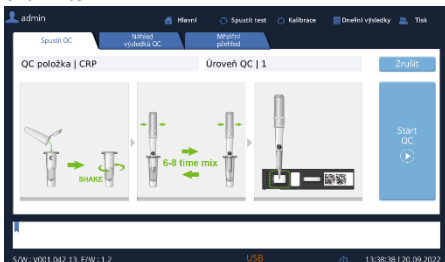 admin
Hlavní
Spustit test
Kalibrace
Dnešní výsledky
Tisk
Spustit QC
Náhled
výsledků QC
Měsíční
přehled
QC položka | CRP
Úroveň QC | 1
Zrušit
SHAKE
6-8 time mix
Start
QC
S/W : V001.042.13, F/W : 1.2
USB
13:38:38 | 20.09.2022